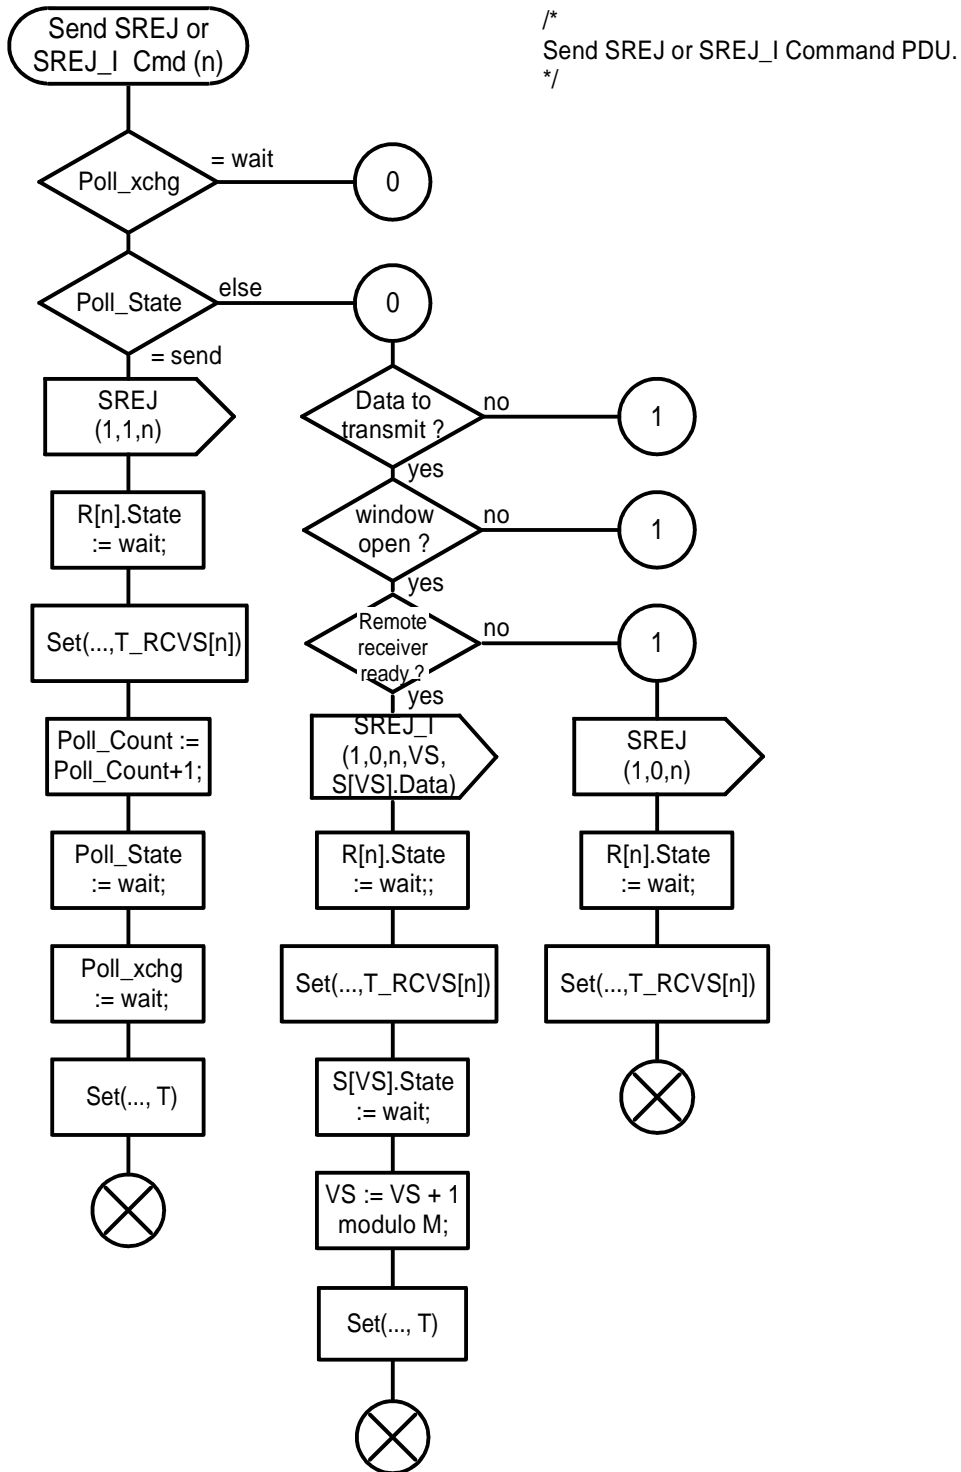 Send SREJ or
SREJ_I Cmd (n)
/*
Send SREJ or SREJ_I Command PDU.
*/
Poll_xchg
= wait
0
Poll_State
else
0
= send
SREJ
(1,1,n)
R[n].State
:= wait;
Set(...,T_RCVS[n])
Poll_Count :=
Poll_Count+1;
Poll_State
:= wait;
Poll_xchg
:= wait;
Set(..., T)
Data to
transmit ?
no
1
yes
window
open ?
no
1
yes
Remote
receiver
ready ?
no
1
yes
SREJ_I
(1,0,n,VS,
S[VS].Data)
R[n].State
:= wait;;
Set(...,T_RCVS[n])
S[VS].State
:= wait;
VS := VS + 1
modulo M;
Set(..., T)
SREJ
(1,0,n)
R[n].State
:= wait;
Set(...,T_RCVS[n])